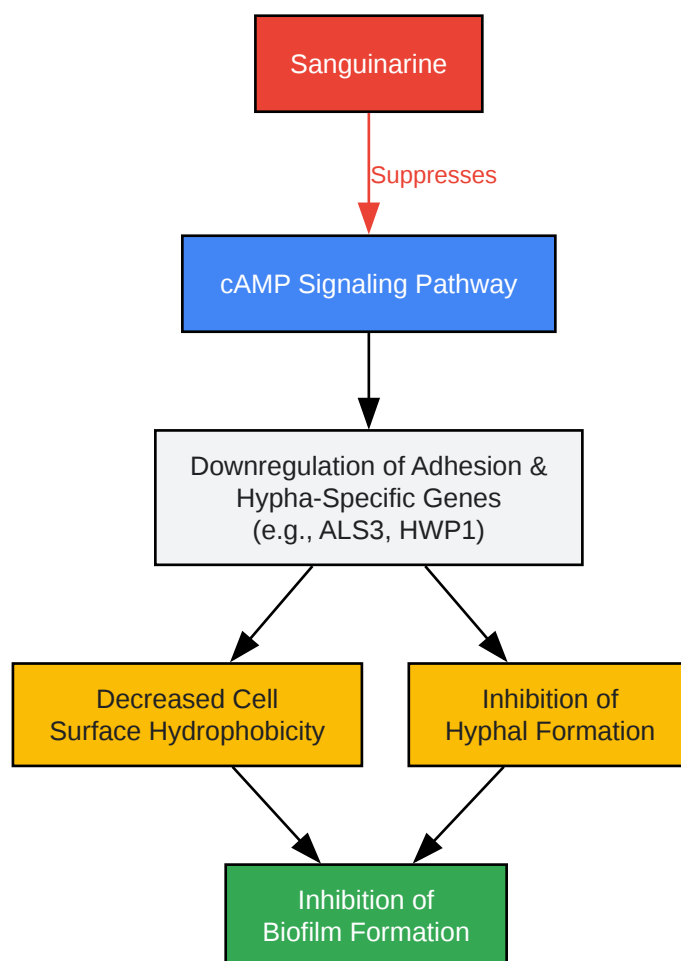 Sanguinarine
Suppresses
cAMP Signaling Pathway
Downregulation of Adhesion &
Hypha-Specific Genes
(e.g., ALS3, HWP1)
Decreased Cell
Surface Hydrophobicity
Inhibition of
Hyphal Formation
Inhibition of
Biofilm Formation